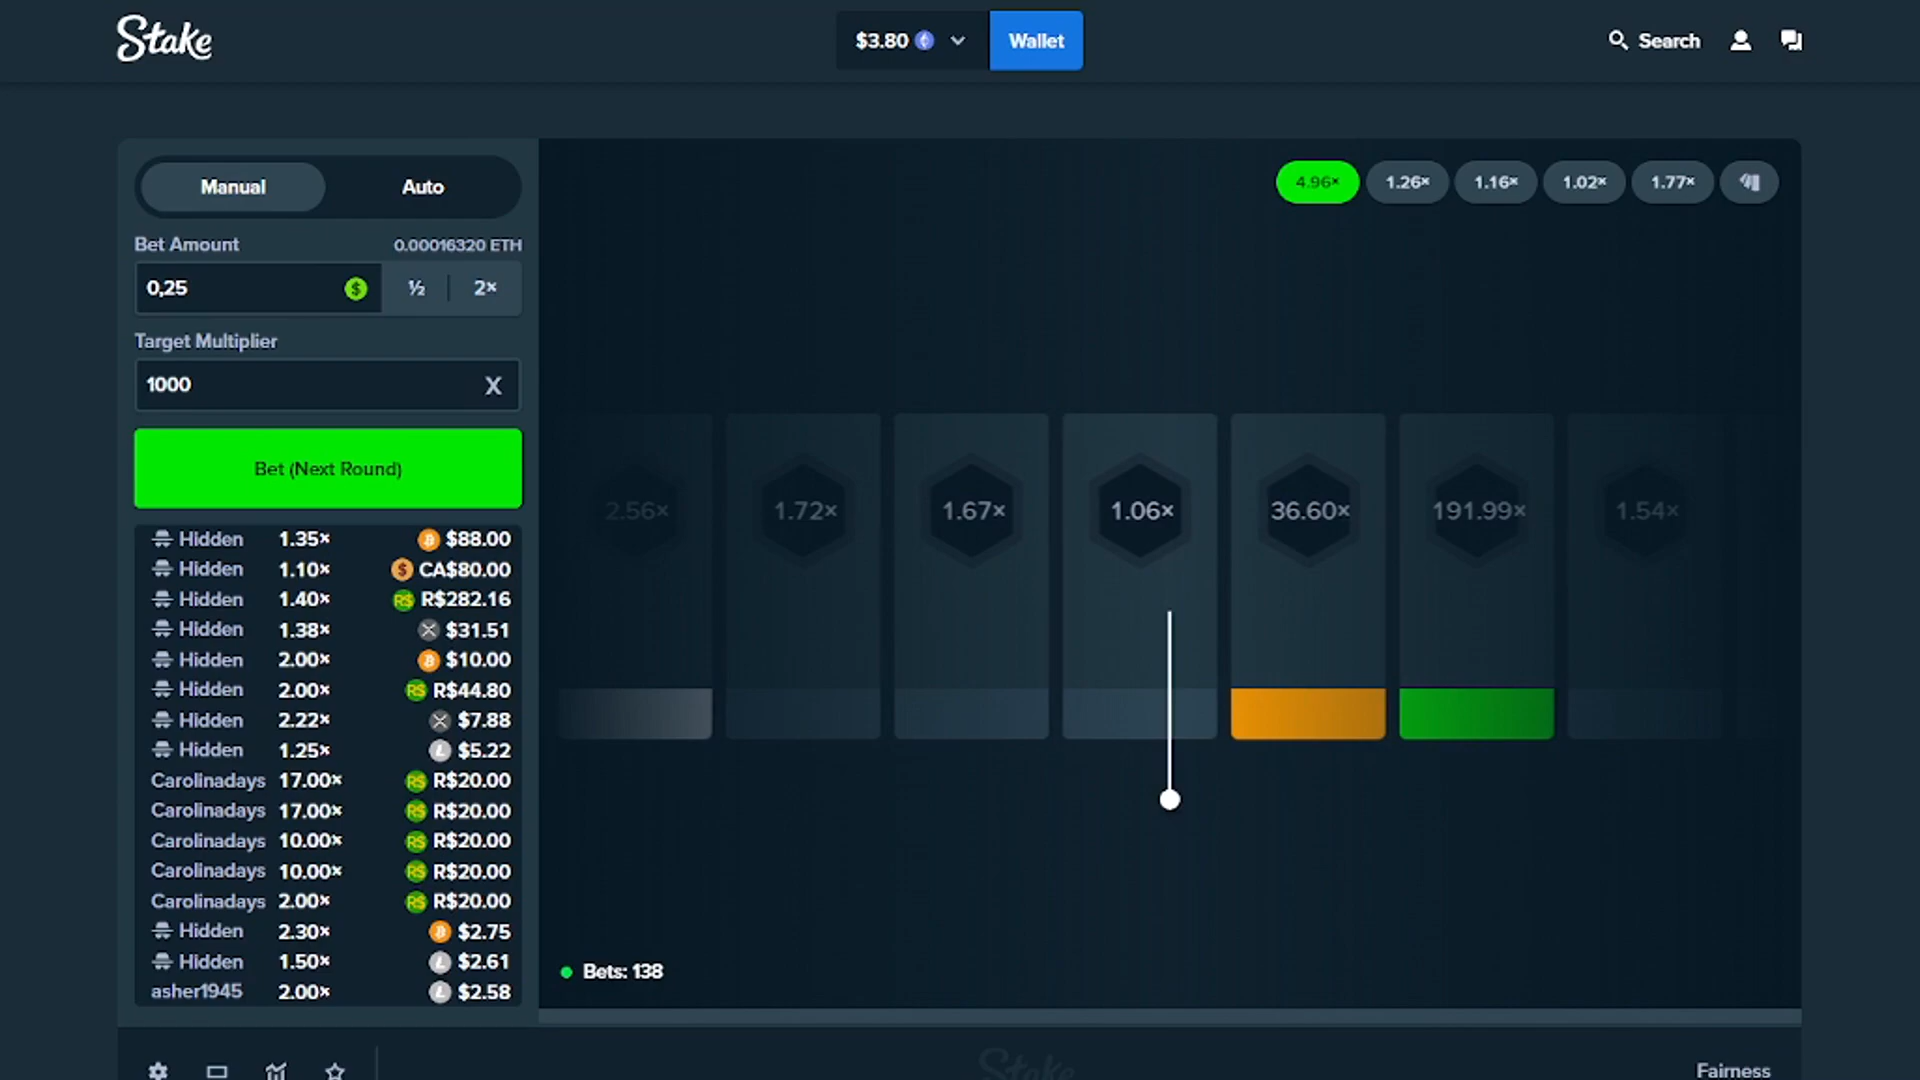 Stake
$3.80
Wallet
Search
Manual
Auto
Bet Amount
0.00016320 ETH
0,25
½
2×
Target Multiplier
1000
X
Bet (Next Round)
Hidden 1.35× $88.00
Hidden 1.10× CA$80.00
Hidden 1.40× R$282.16
Hidden 1.38× $31.51
Hidden 2.00× $10.00
Hidden 2.00× R$44.80
Hidden 2.22× $7.88
Hidden 1.25× $5.22
Carolinadays 17.00× R$20.00
Carolinadays 17.00× R$20.00
Carolinadays 10.00× R$20.00
Carolinadays 10.00× R$20.00
Carolinadays 2.00× R$20.00
Hidden 2.30× $2.75
Hidden 1.50× $2.61
asher1945 2.00× $2.58
4.96× 1.26× 1.16× 1.02× 1.77×
2.56× 1.72× 1.67× 1.06× 36.60× 191.99× 1.54×
Bets: 138
Stake
Fairness